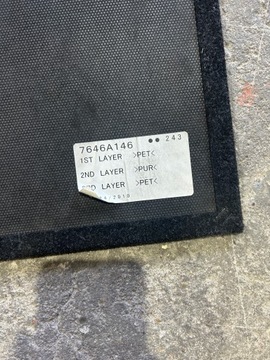 7646A146
●● 243
1ST LAYER >PET<
2ND LAYER >PUR<
LAYER >PET<